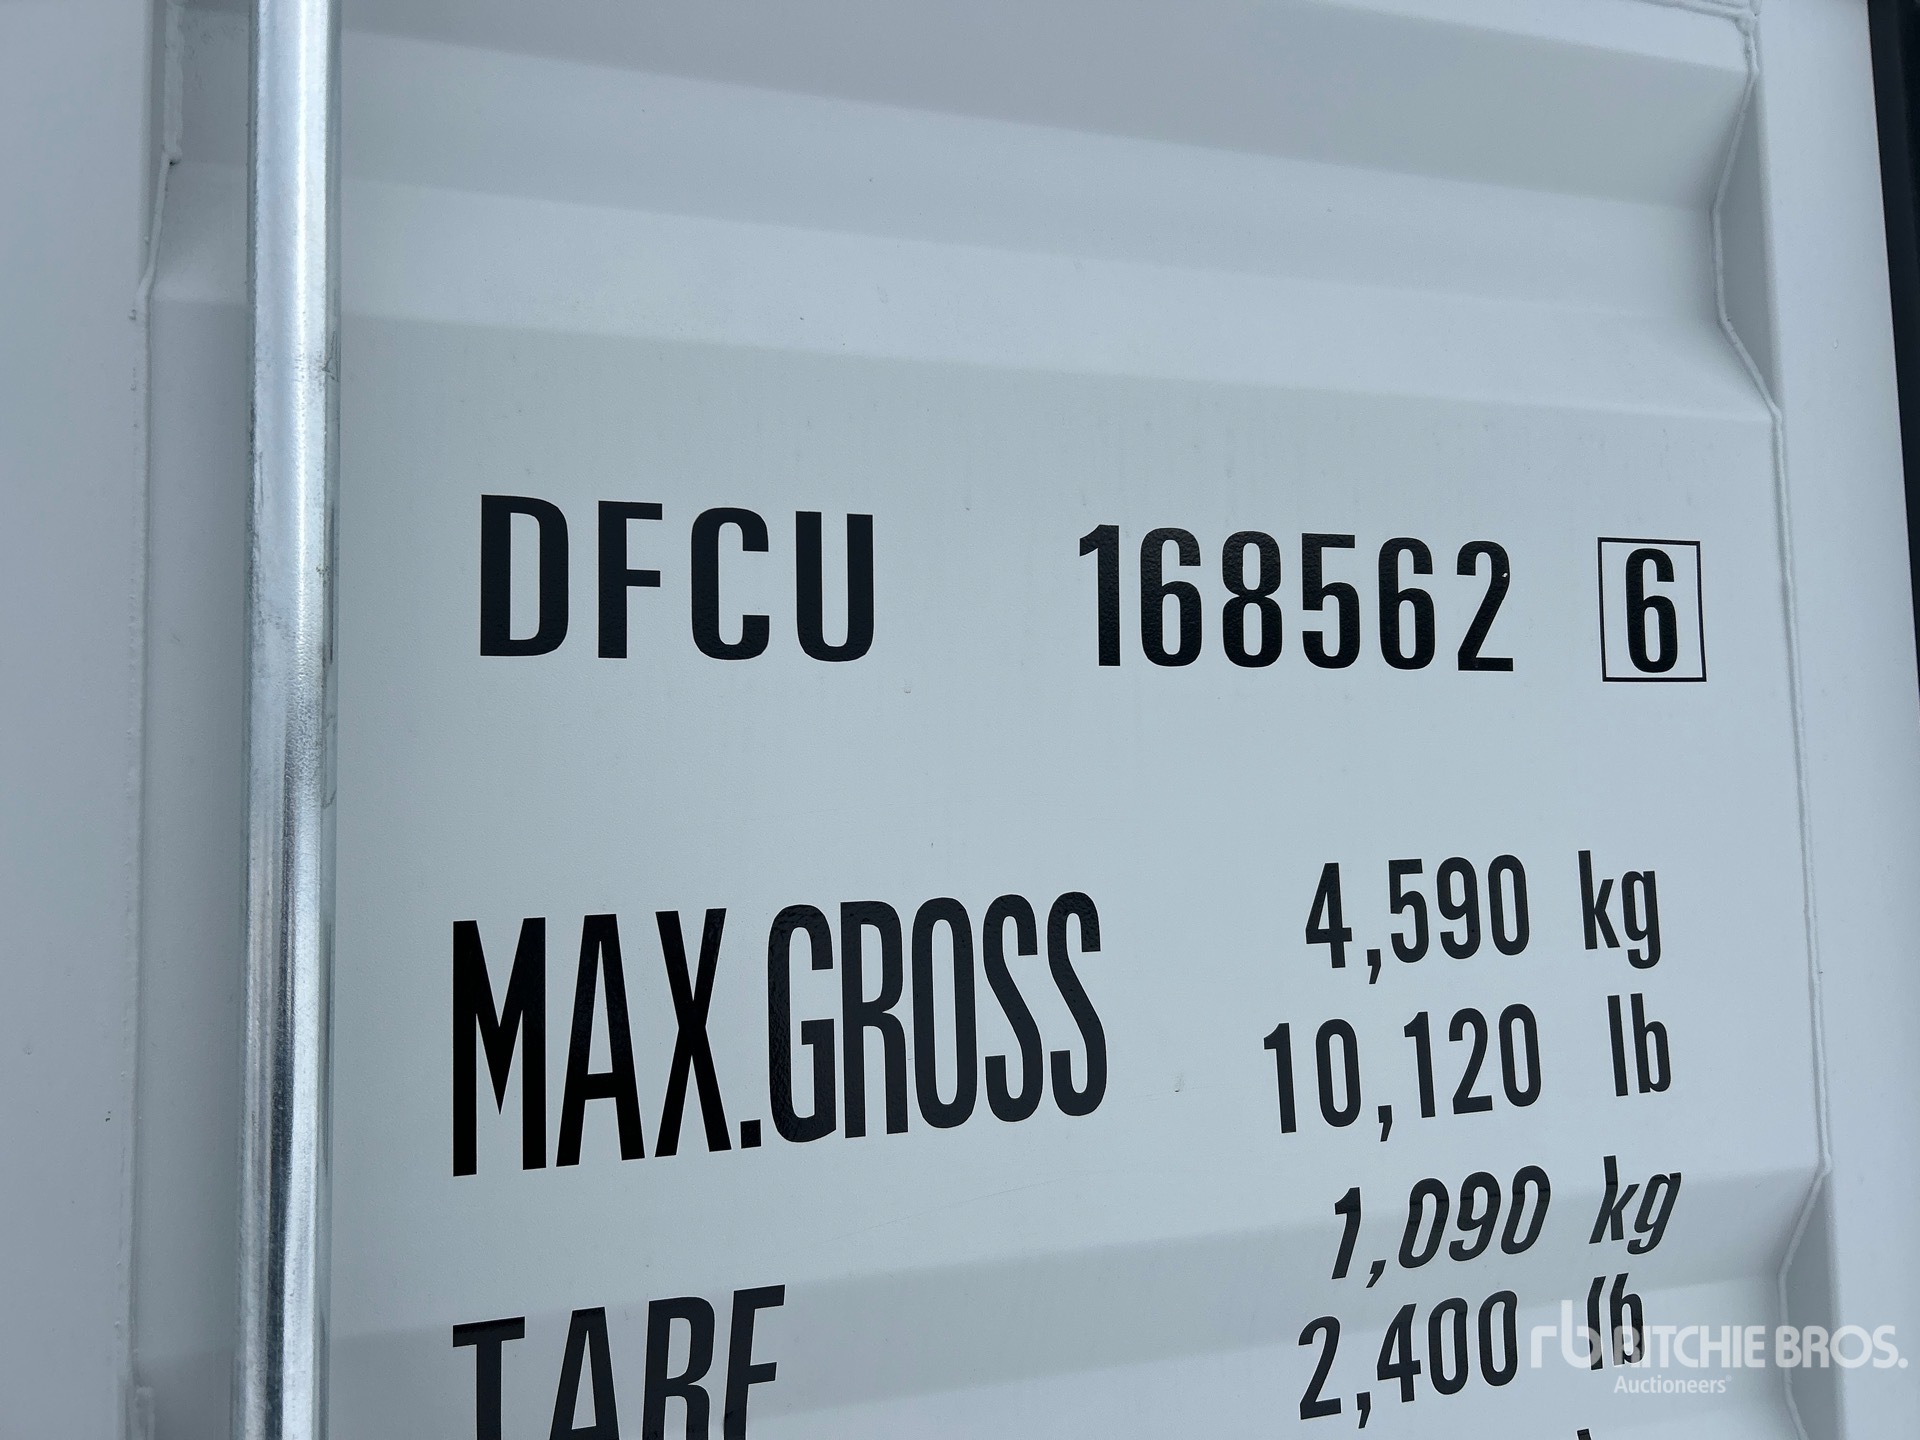 DFCU 168562 6
MAX.GROSS 4,590 kg
10,120 lb
TARE 1,090 kg
2,400 lb
rb RITCHIE BROS.
Auctioneers